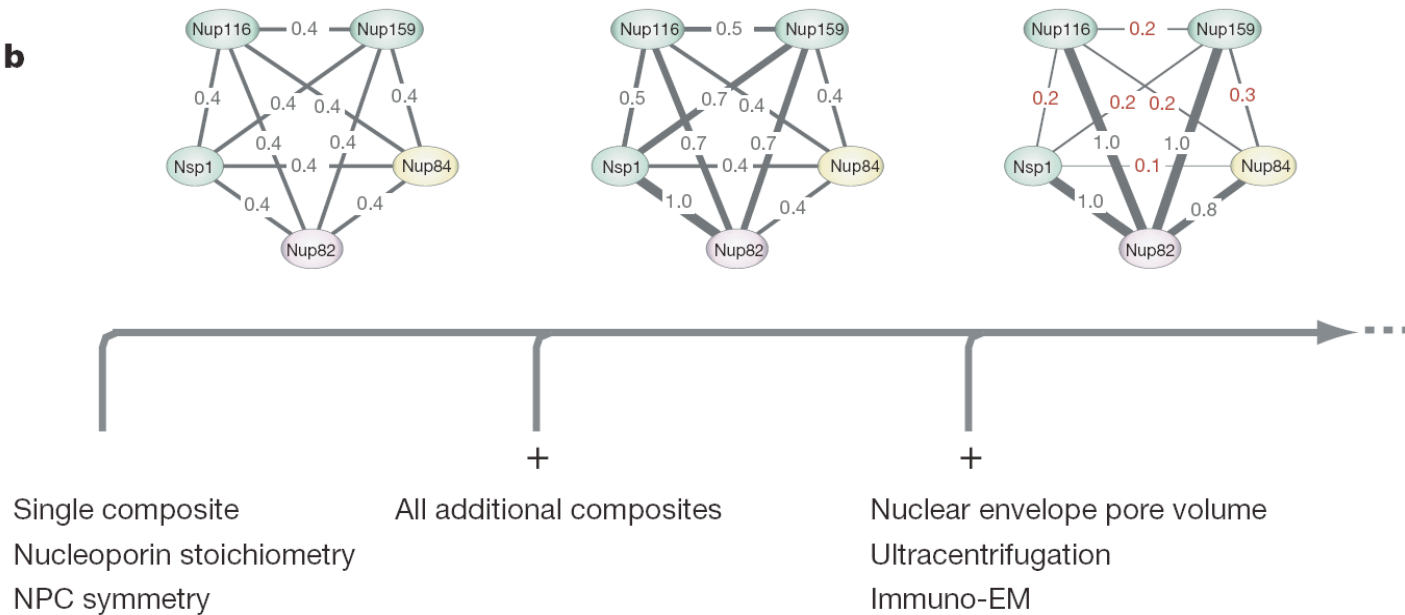 b
Nup116 0.4 Nup159
0.4 0.4 0.4 0.4
0.4 0.4
Nsp1 0.4 Nup84
0.4 0.4
Nup82
Nup116 0.5 Nup159
0.5 0.7 0.4 0.4
0.7 0.7
Nsp1 0.4 Nup84
1.0 0.4
Nup82
Nup116 0.2 Nup159
0.2 0.2 0.2 0.3
1.0 1.0
Nsp1 0.1 Nup84
1.0 0.8
Nup82
Single composite
Nucleoporin stoichiometry
NPC symmetry
+
All additional composites
+
Nuclear envelope pore volume
Ultracentrifugation
Immuno-EM